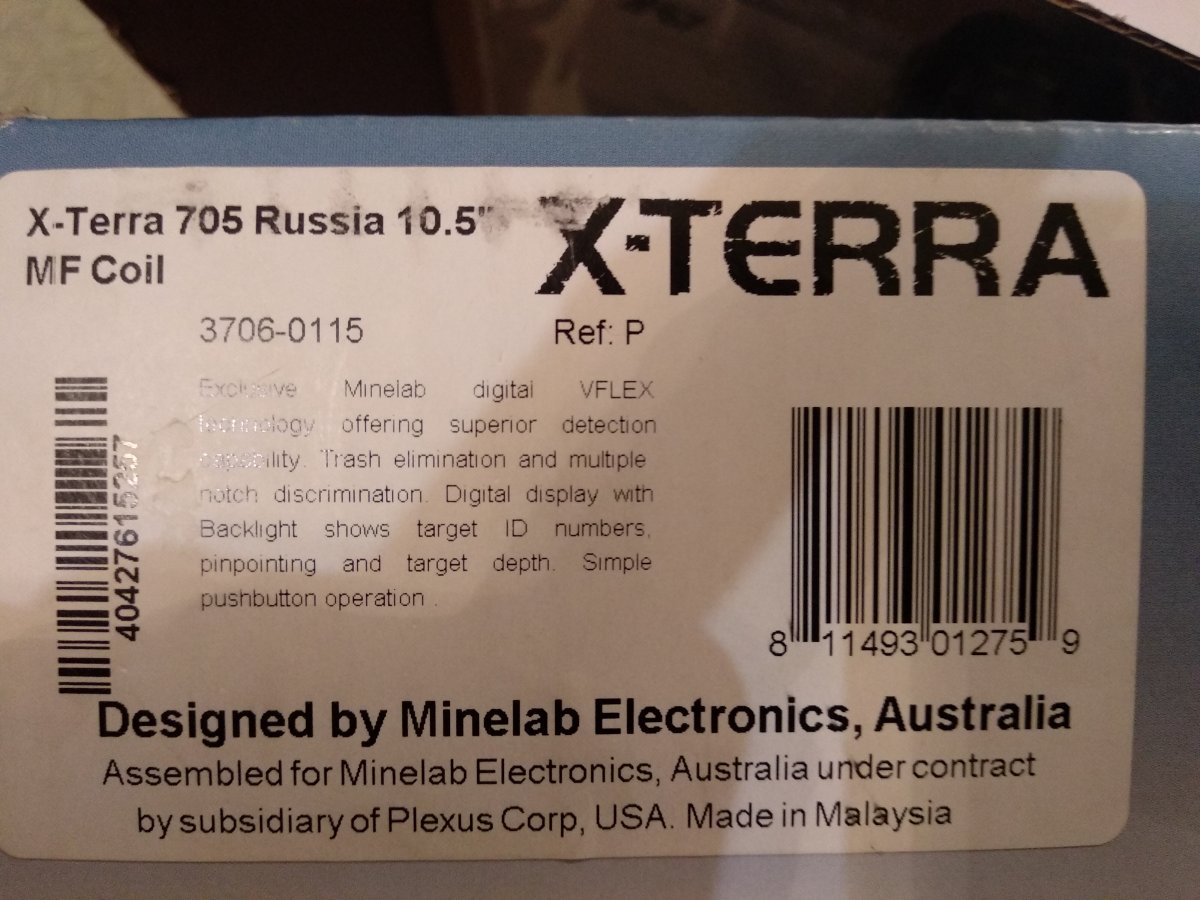 X-Terra 705 Russia 10.5"
MF Coil
X-TERRA
3706-0115
Ref: P
Exclusive Minelab digital VFLEX
technology offering superior detection
capability. Trash elimination and multiple
notch discrimination. Digital display with
Backlight shows target ID numbers,
pinpointing and target depth. Simple
pushbutton operation .
40427615257
8 11493 01275 9
Designed by Minelab Electronics, Australia
Assembled for Minelab Electronics, Australia under contract
by subsidiary of Plexus Corp, USA. Made in Malaysia